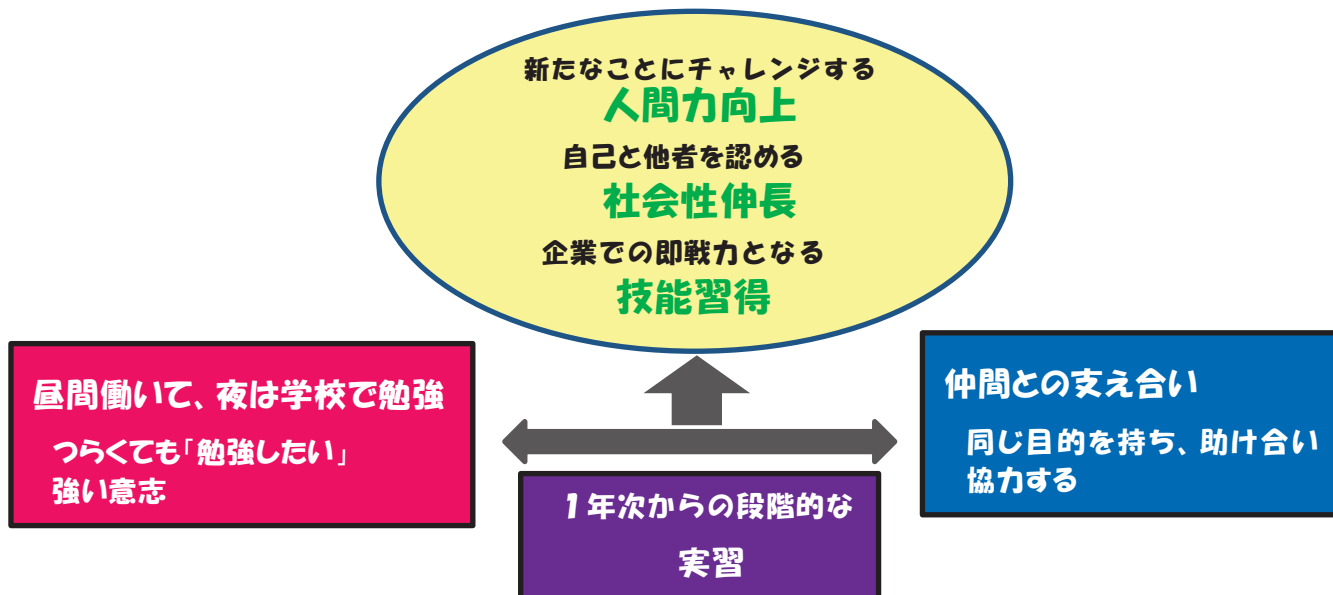 新たなことにチャレンジする
人間力向上
自己と他者を認める
社会性伸長
企業での即戦力となる
技能習得
昼間働いて、夜は学校で勉強
つらくても「勉強したい」
強い意志
仲間との支え合い
同じ目的を持ち、助け合い
協力する
1年次からの段階的な
実習